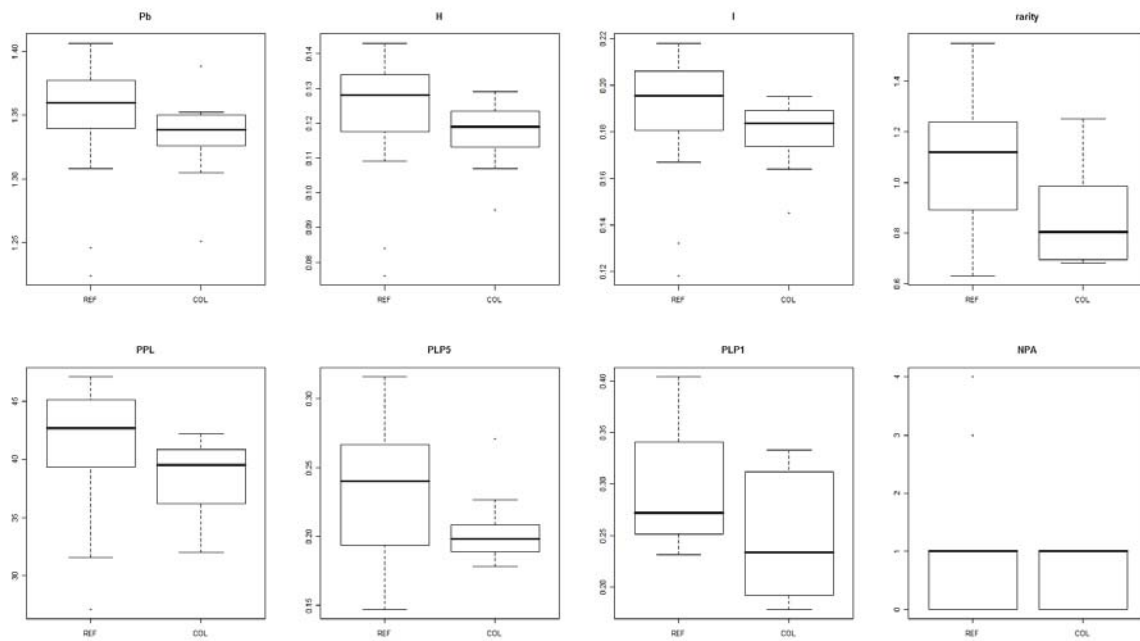 Pb
1.40
1.35
1.30
1.25
REF COL
H
0.14
0.13
0.12
0.11
0.10
0.09
0.08
REF COL
I
0.22
0.20
0.18
0.16
0.14
0.12
REF COL
rarity
1.4
1.2
1.0
0.8
0.6
REF COL
PPL
45
40
35
30
REF COL
PLP5
0.30
0.25
0.20
0.15
REF COL
PLP1
0.40
0.35
0.30
0.25
0.20
REF COL
NPA
4
3
2
1
0
REF COL